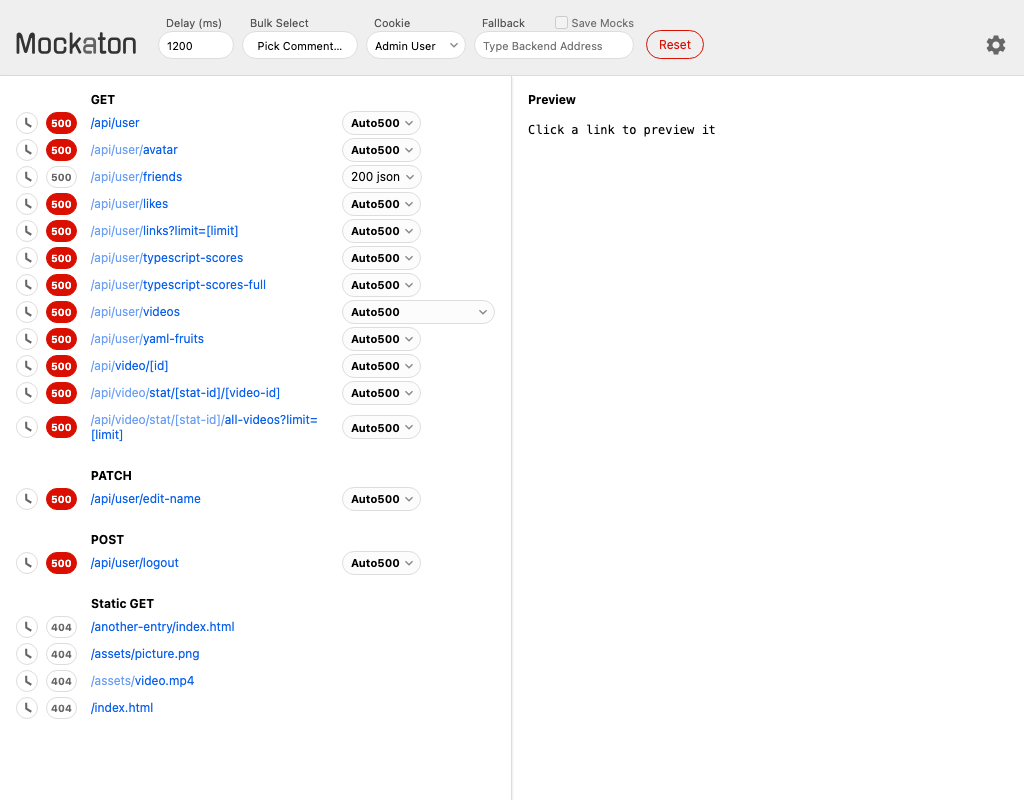 Mockaton
Delay (ms)
1200
Bulk Select
Pick Comment...
Cookie
Admin User
Fallback
Save Mocks
Type Backend Address
Reset
GET
500 /api/user Auto500
500 /api/user/avatar Auto500
500 /api/user/friends 200 json
500 /api/user/likes Auto500
500 /api/user/links?limit=[limit] Auto500
500 /api/user/typescript-scores Auto500
500 /api/user/typescript-scores-full Auto500
500 /api/user/videos Auto500
500 /api/user/yaml-fruits Auto500
500 /api/video/[id] Auto500
500 /api/video/stat/[stat-id]/[video-id] Auto500
500 /api/video/stat/[stat-id]/all-videos?limit= Auto500
[limit]
PATCH
500 /api/user/edit-name Auto500
POST
500 /api/user/logout Auto500
Static GET
404 /another-entry/index.html
404 /assets/picture.png
404 /assets/video.mp4
404 /index.html
Preview
Click a link to preview it